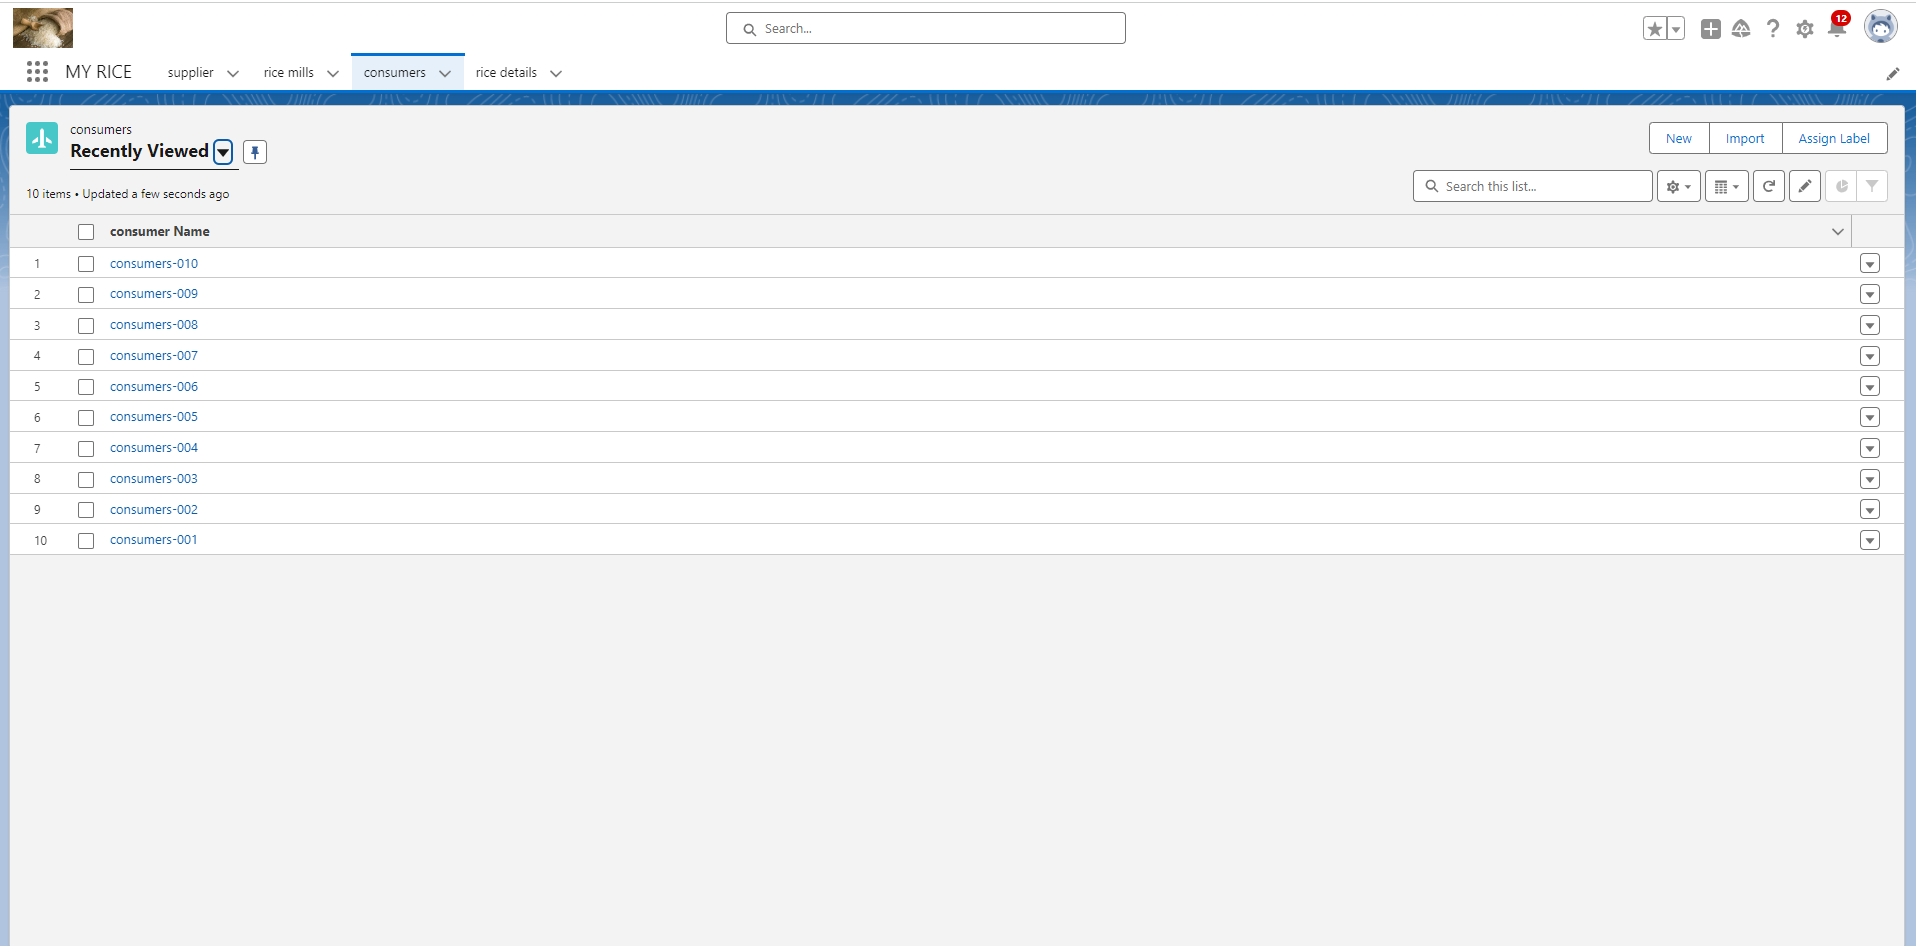 Search...
12
MY RICE
supplier
rice mills
consumers
rice details
consumers
Recently Viewed
New
Import
Assign Label
10 items • Updated a few seconds ago
Search this list...
consumer Name
1 consumers-010
2 consumers-009
3 consumers-008
4 consumers-007
5 consumers-006
6 consumers-005
7 consumers-004
8 consumers-003
9 consumers-002
10 consumers-001